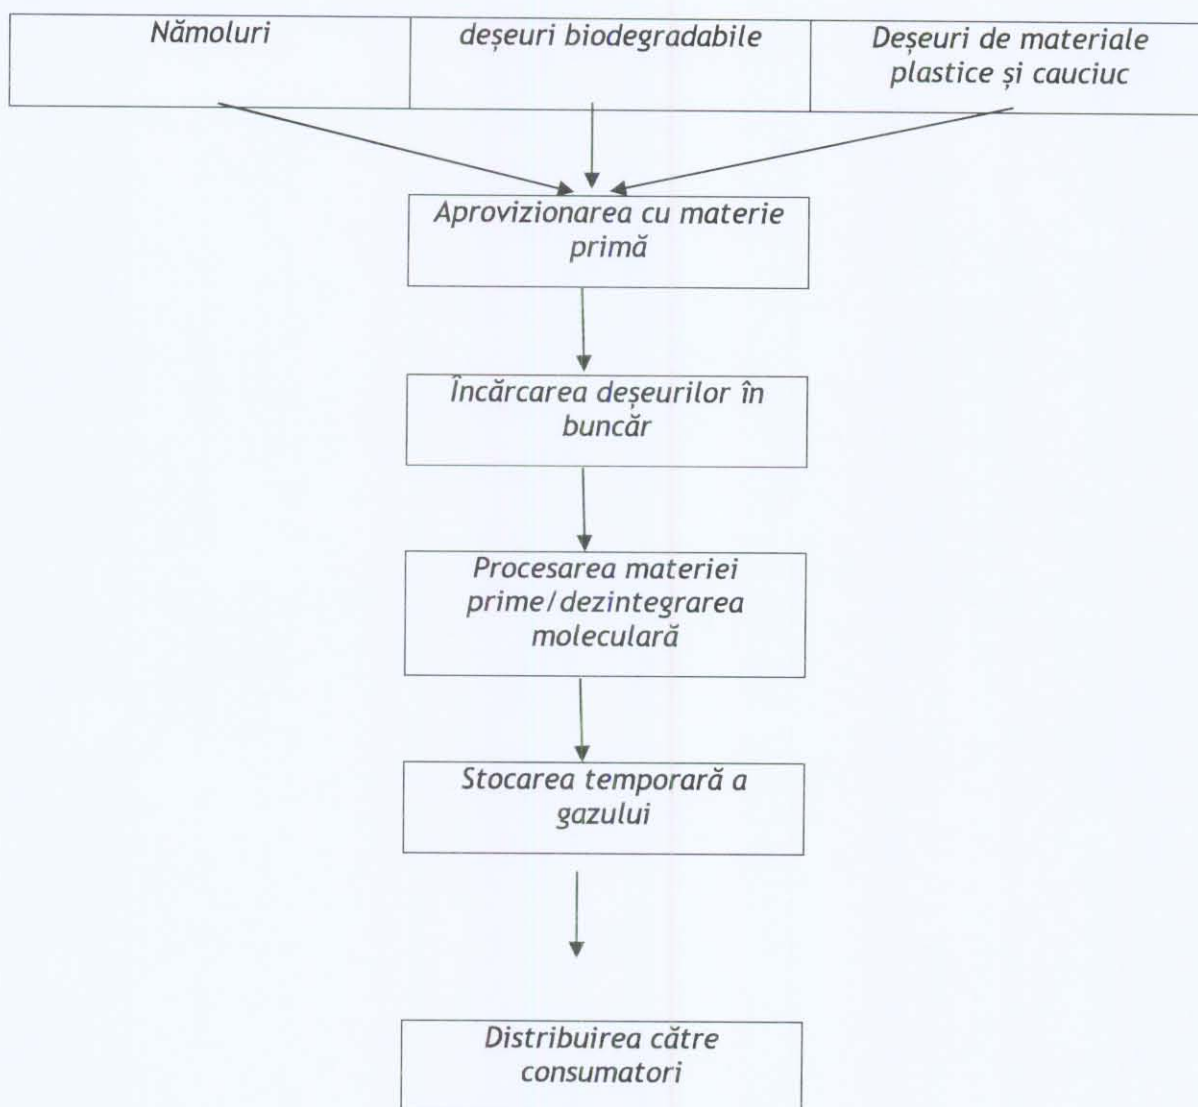 Nămoluri
deșeuri biodegradabile
Deșeuri de materiale
plastice și cauciuc
Aprovizionarea cu materie
primă
Încărcarea deșeurilor în
buncăr
Procesarea materiei
prime/dezintegrarea
moleculară
Stocarea temporară a
gazului
Distribuirea către
consumatori